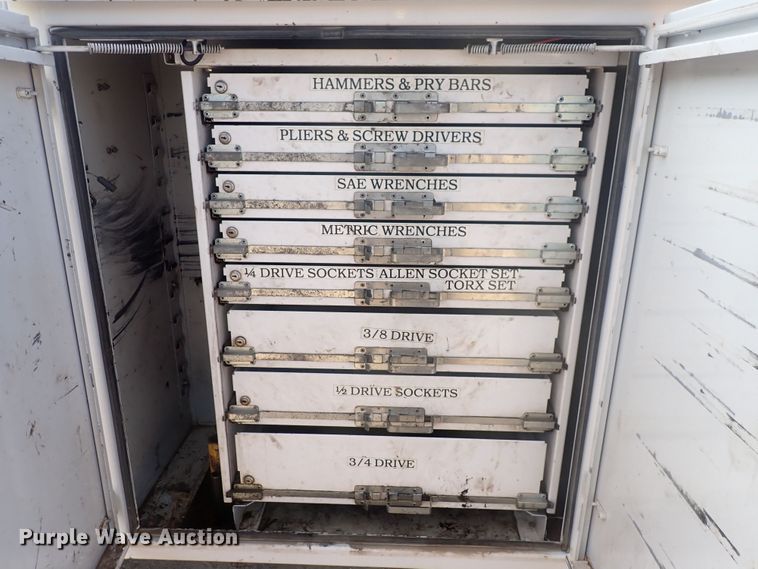 HAMMERS & PRY BARS
PLIERS & SCREW DRIVERS
SAE WRENCHES
METRIC WRENCHES
¼ DRIVE SOCKETS ALLEN SOCKET SET
TORX SET
3/8 DRIVE
½ DRIVE SOCKETS
3/4 DRIVE
Purple Wave Auction